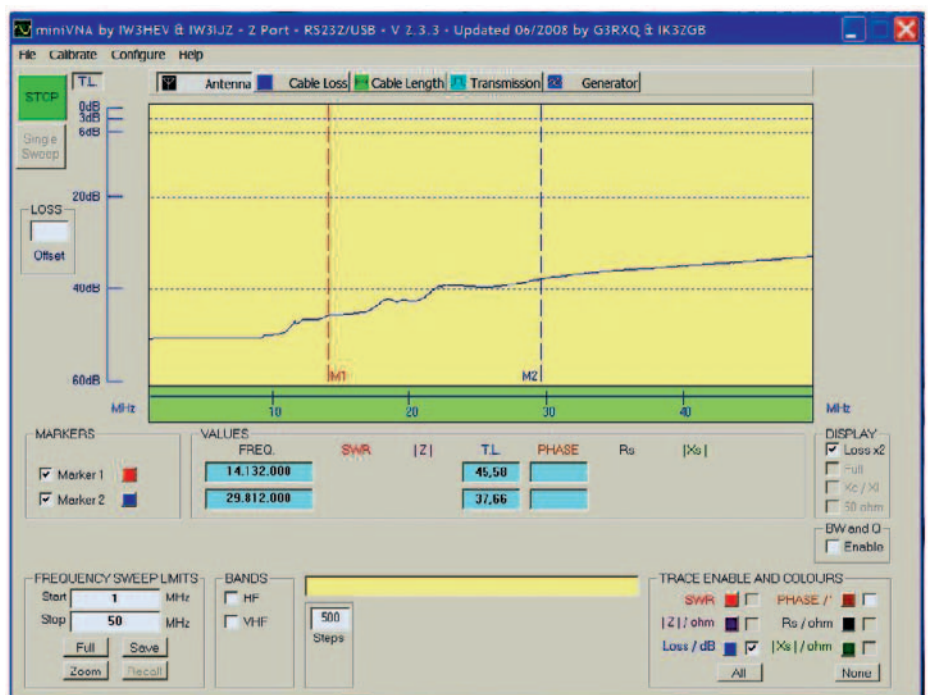 miniVNA by IW3HEV & IW3IJZ - 2 Port - RS232/USB - V 2.3.3 - Updated 06/2008 by G3RXQ & IK3ZGB
File Calibrate Configure Help
STOP
T.L.
Antenna Cable Loss Cable Length Transmission Generator
Single
Sweep
0dB
3dB
6dB
20dB
40dB
60dB
LOSS
Offset
M1 M2
MHz 10 20 30 40 MHz
MARKERS
Marker 1
Marker 2
VALUES
FREQ. SWR |Z| T.L. PHASE Rs |Xs|
14.132.000 45,58
29.812.000 37,66
DISPLAY
Loss x2
Full
Xc / Xl
50 ohm
BW and Q
Enable
FREQUENCY SWEEP LIMITS
Start 1 MHz
Stop 50 MHz
Full Save
Zoom Recall
BANDS
HF
VHF
500
Steps
TRACE ENABLE AND COLOURS
SWR PHASE /°
|Z| / ohm Rs / ohm
Loss / dB |Xs| / ohm
All None